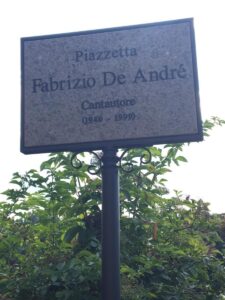 Piazzetta
Fabrizio De André
Cantautore
(1940 - 1999)